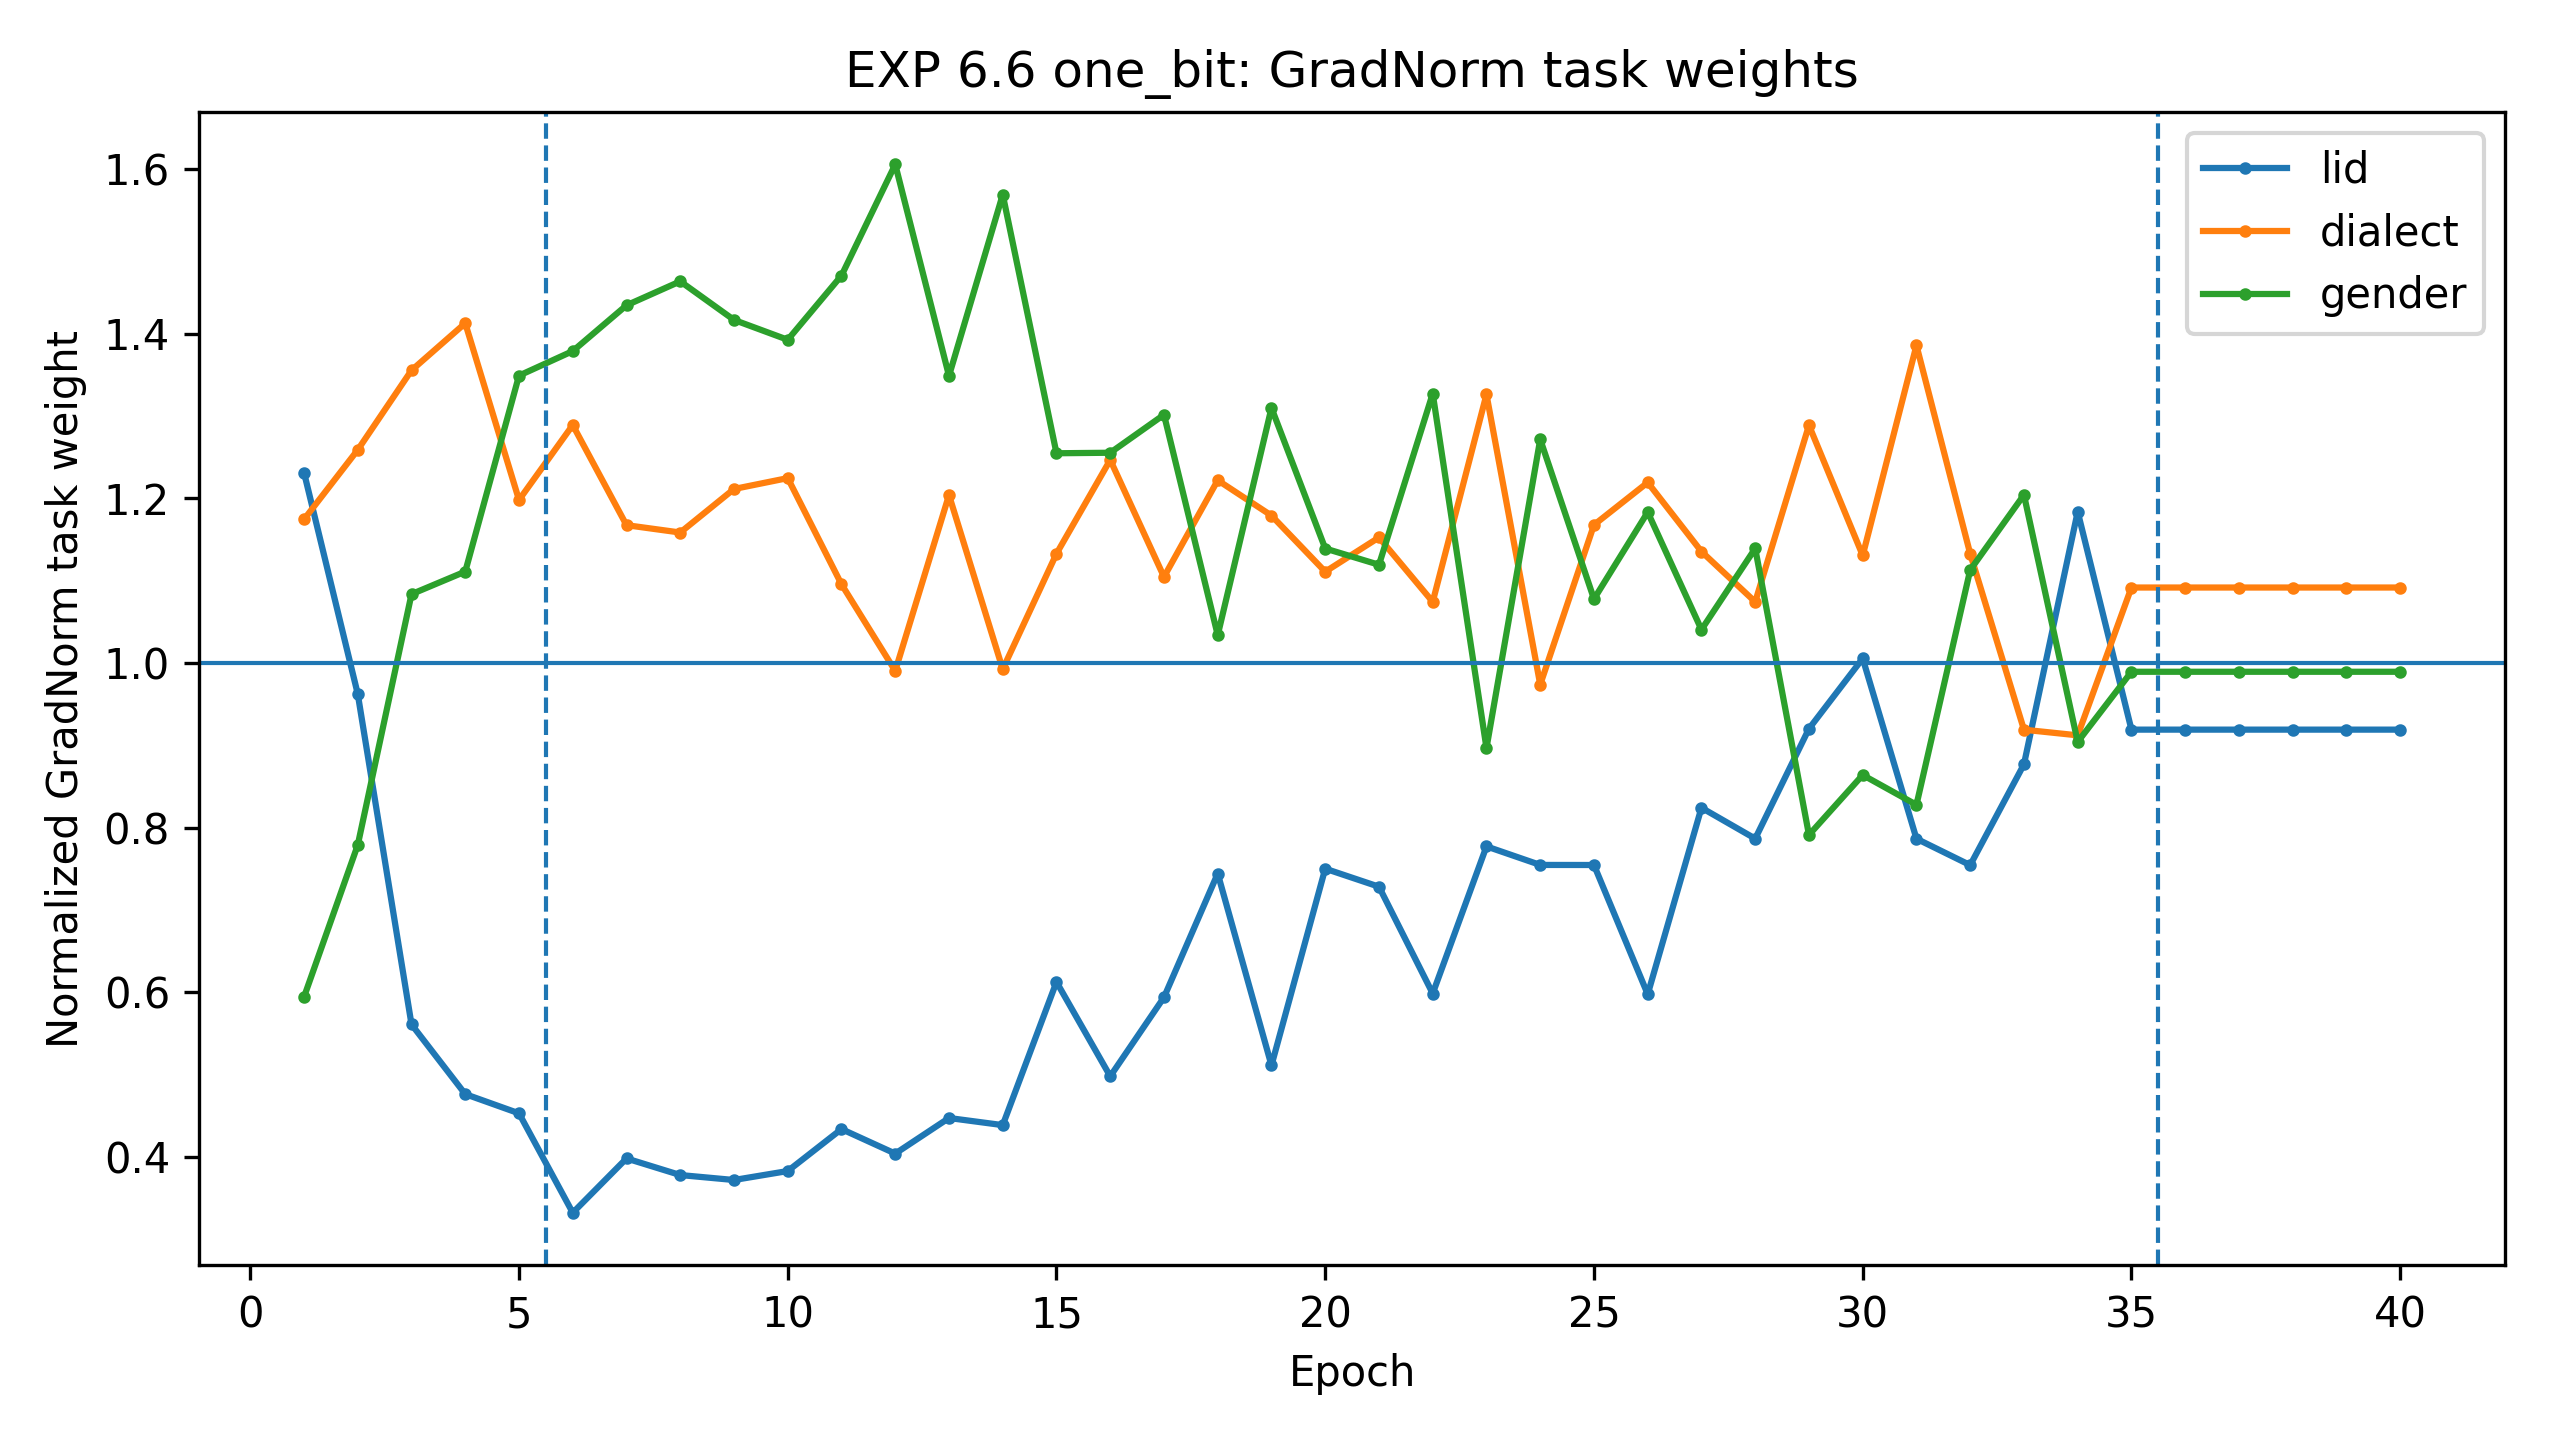 EXP 6.6 one_bit: GradNorm task weights
lid
dialect
gender
Normalized GradNorm task weight
1.6
1.4
1.2
1.0
0.8
0.6
0.4
0 5 10 15 20 25 30 35 40
Epoch